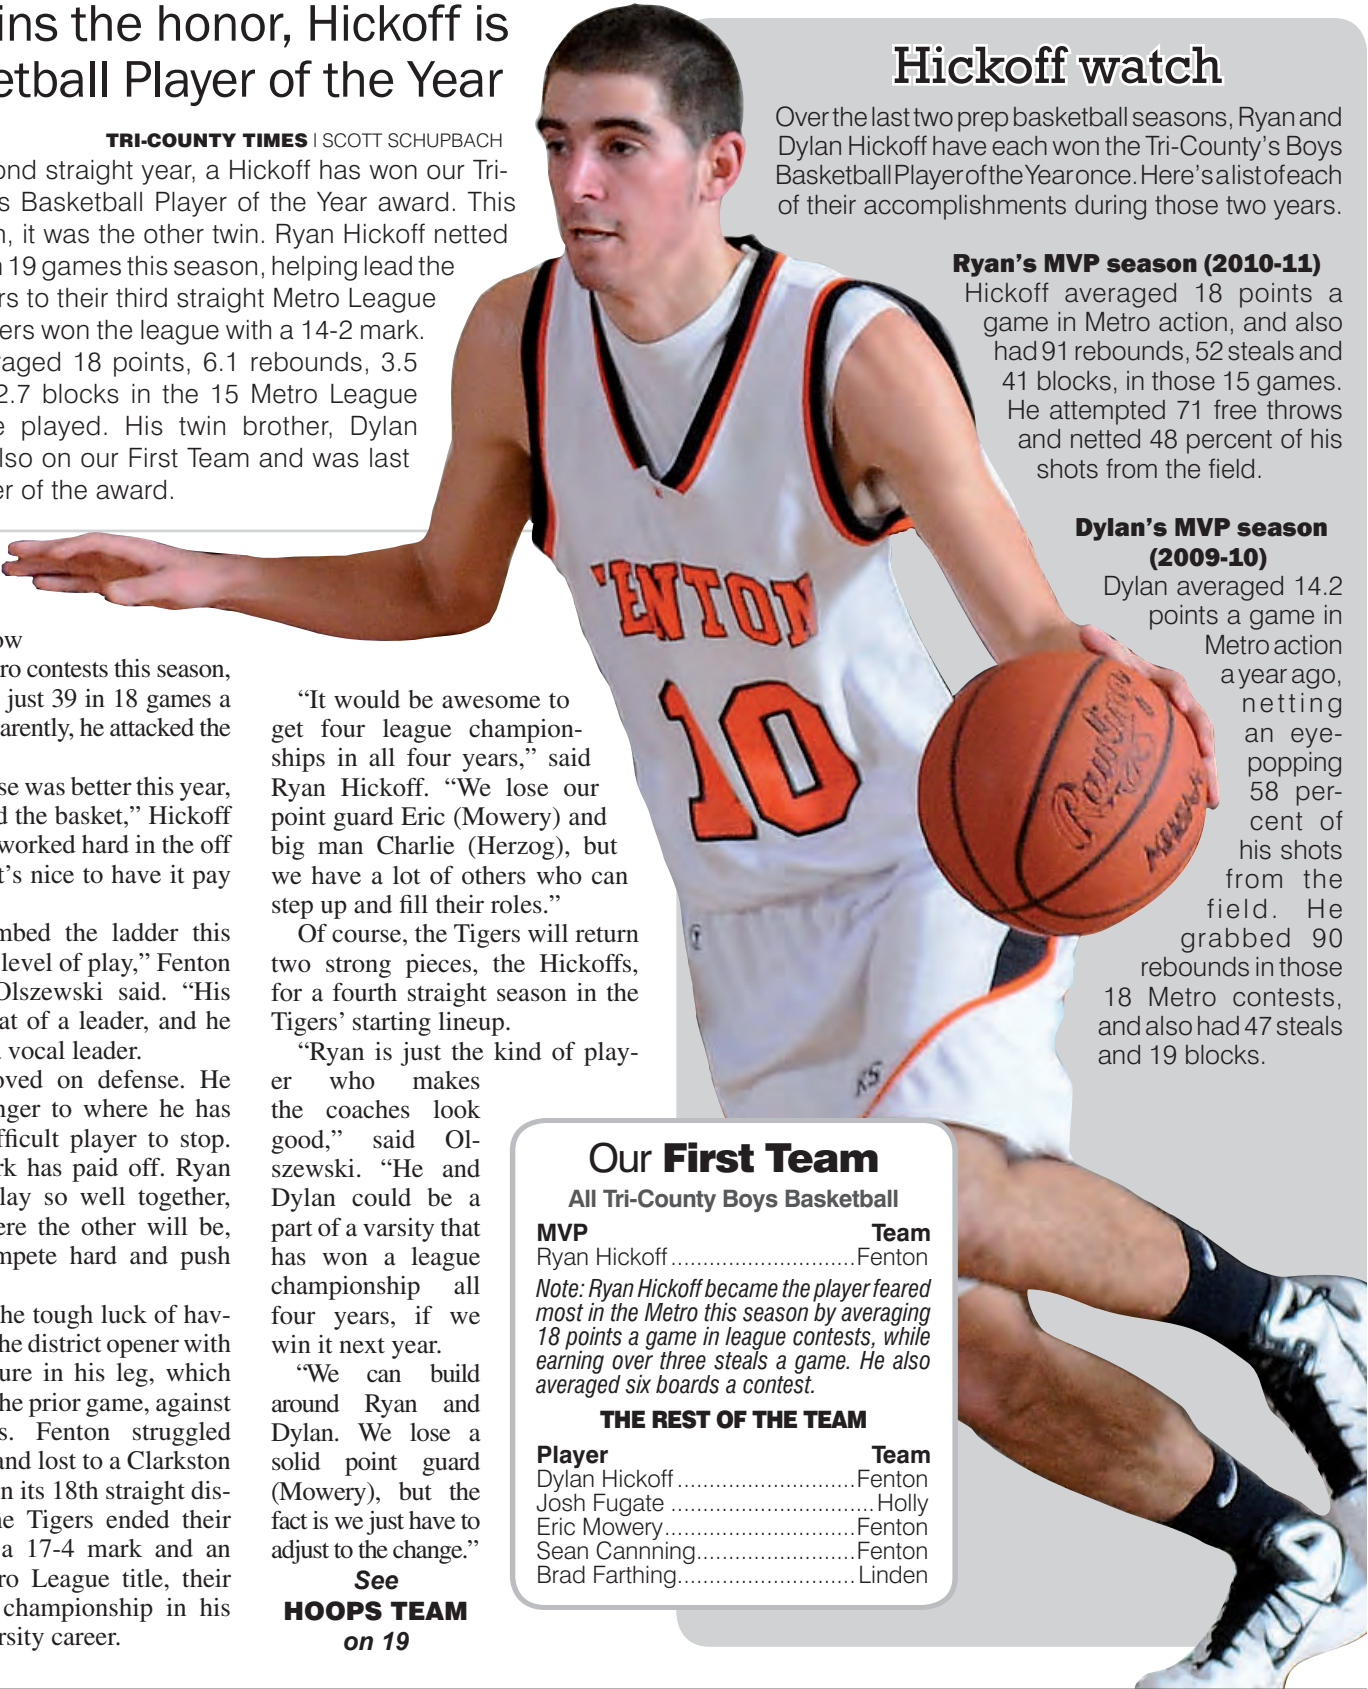 ins the honor, Hickoff is
etball Player of the Year
TRI-COUNTY TIMES | SCOTT SCHUPBACH
ond straight year, a Hickoff has won our Tri-
s Basketball Player of the Year award. This
n, it was the other twin. Ryan Hickoff netted
n 19 games this season, helping lead the
rs to their third straight Metro League
ers won the league with a 14-2 mark.
raged 18 points, 6.1 rebounds, 3.5
2.7 blocks in the 15 Metro League
e played. His twin brother, Dylan
lso on our First Team and was last
er of the award.
ow
ro contests this season,
just 39 in 18 games a
arently, he attacked the
se was better this year,
d the basket,” Hickoff
worked hard in the off
t’s nice to have it pay
mbed the ladder this
level of play,” Fenton
Olszewski said. “His
at of a leader, and he
vocal leader.
oved on defense. He
nger to where he has
fficult player to stop.
rk has paid off. Ryan
lay so well together,
ere the other will be,
mpete hard and push
he tough luck of hav-
he district opener with
ure in his leg, which
he prior game, against
s. Fenton struggled
and lost to a Clarkston
n its 18th straight dis-
ne Tigers ended their
a 17-4 mark and an
ro League title, their
championship in his
rsity career.
“It would be awesome to
get four league champion-
ships in all four years,” said
Ryan Hickoff. “We lose our
point guard Eric (Mowery) and
big man Charlie (Herzog), but
we have a lot of others who can
step up and fill their roles.”
Of course, the Tigers will return
two strong pieces, the Hickoffs,
for a fourth straight season in the
Tigers’ starting lineup.
“Ryan is just the kind of play-
er who makes
the coaches look
good,” said Ol-
szewski. “He and
Dylan could be a
part of a varsity that
has won a league
championship all
four years, if we
win it next year.
“We can build
around Ryan and
Dylan. We lose a
solid point guard
(Mowery), but the
fact is we just have to
adjust to the change.”
See
HOOPS TEAM
on 19
ENTON
10
Rawlings
MHSAA
KS
Hickoff watch
Over the last two prep basketball seasons, Ryan and
Dylan Hickoff have each won the Tri-County’s Boys
Basketball Player of the Year once. Here’s a list of each
of their accomplishments during those two years.
Ryan’s MVP season (2010-11)
Hickoff averaged 18 points a
game in Metro action, and also
had 91 rebounds, 52 steals and
41 blocks, in those 15 games.
He attempted 71 free throws
and netted 48 percent of his
shots from the field.
Dylan’s MVP season
(2009-10)
Dylan averaged 14.2
points a game in
Metro action
a year ago,
netting
an eye-
popping
58 per-
cent of
his shots
from the
field. He
grabbed 90
rebounds in those
18 Metro contests,
and also had 47 steals
and 19 blocks.
Our First Team
All Tri-County Boys Basketball
MVP Team
Ryan Hickoff.............................Fenton
Note: Ryan Hickoff became the player feared
most in the Metro this season by averaging
18 points a game in league contests, while
earning over three steals a game. He also
averaged six boards a contest.
THE REST OF THE TEAM
Player Team
Dylan Hickoff............................Fenton
Josh Fugate................................Holly
Eric Mowery..............................Fenton
Sean Cannning.........................Fenton
Brad Farthing............................Linden